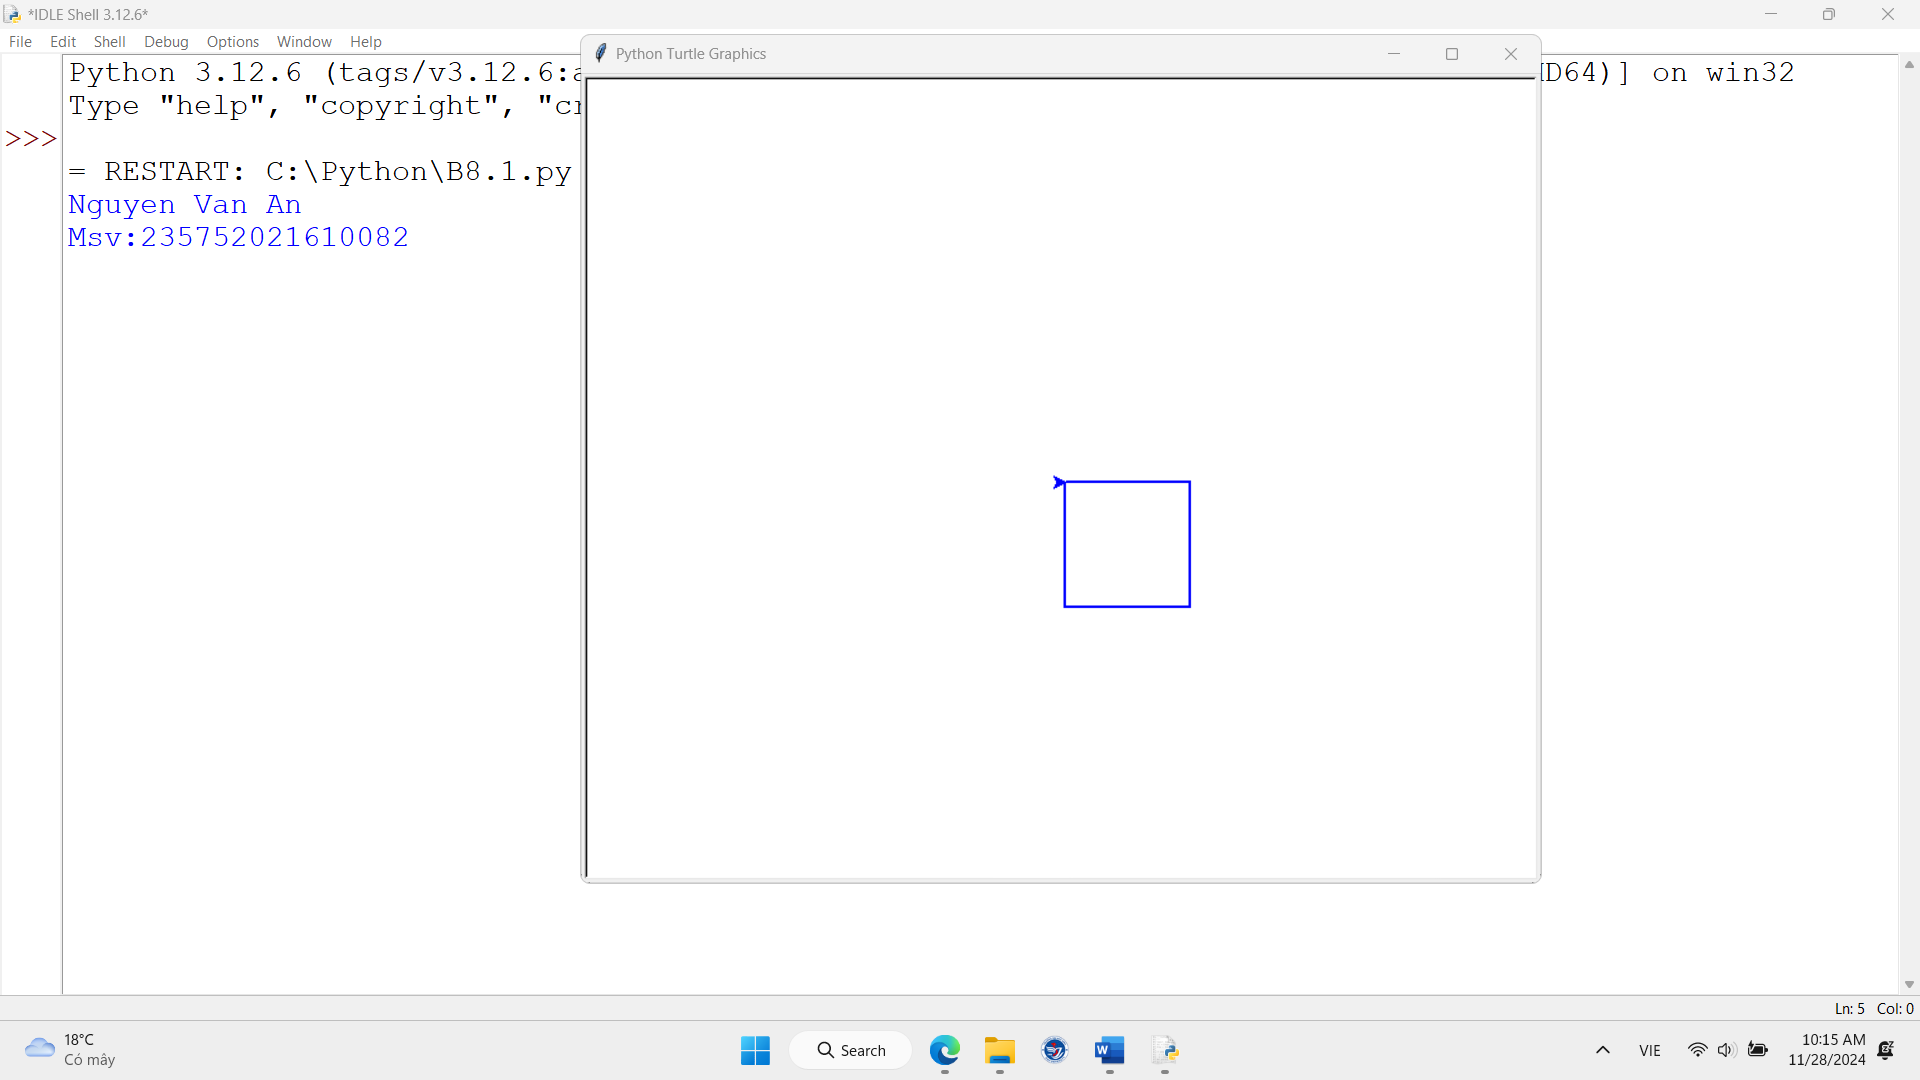 *IDLE Shell 3.12.6*
File Edit Shell Debug Options Window Help
Python 3.12.6 (tags/v3.12.6: D64)] on win32
Type "help", "copyright", "cr
>>>
= RESTART: C:\Python\B8.1.py
Nguyen Van An
Msv:235752021610082
Python Turtle Graphics
Ln: 5 Col: 0
18°C
Có mây
Search
VIE
10:15 AM
11/28/2024